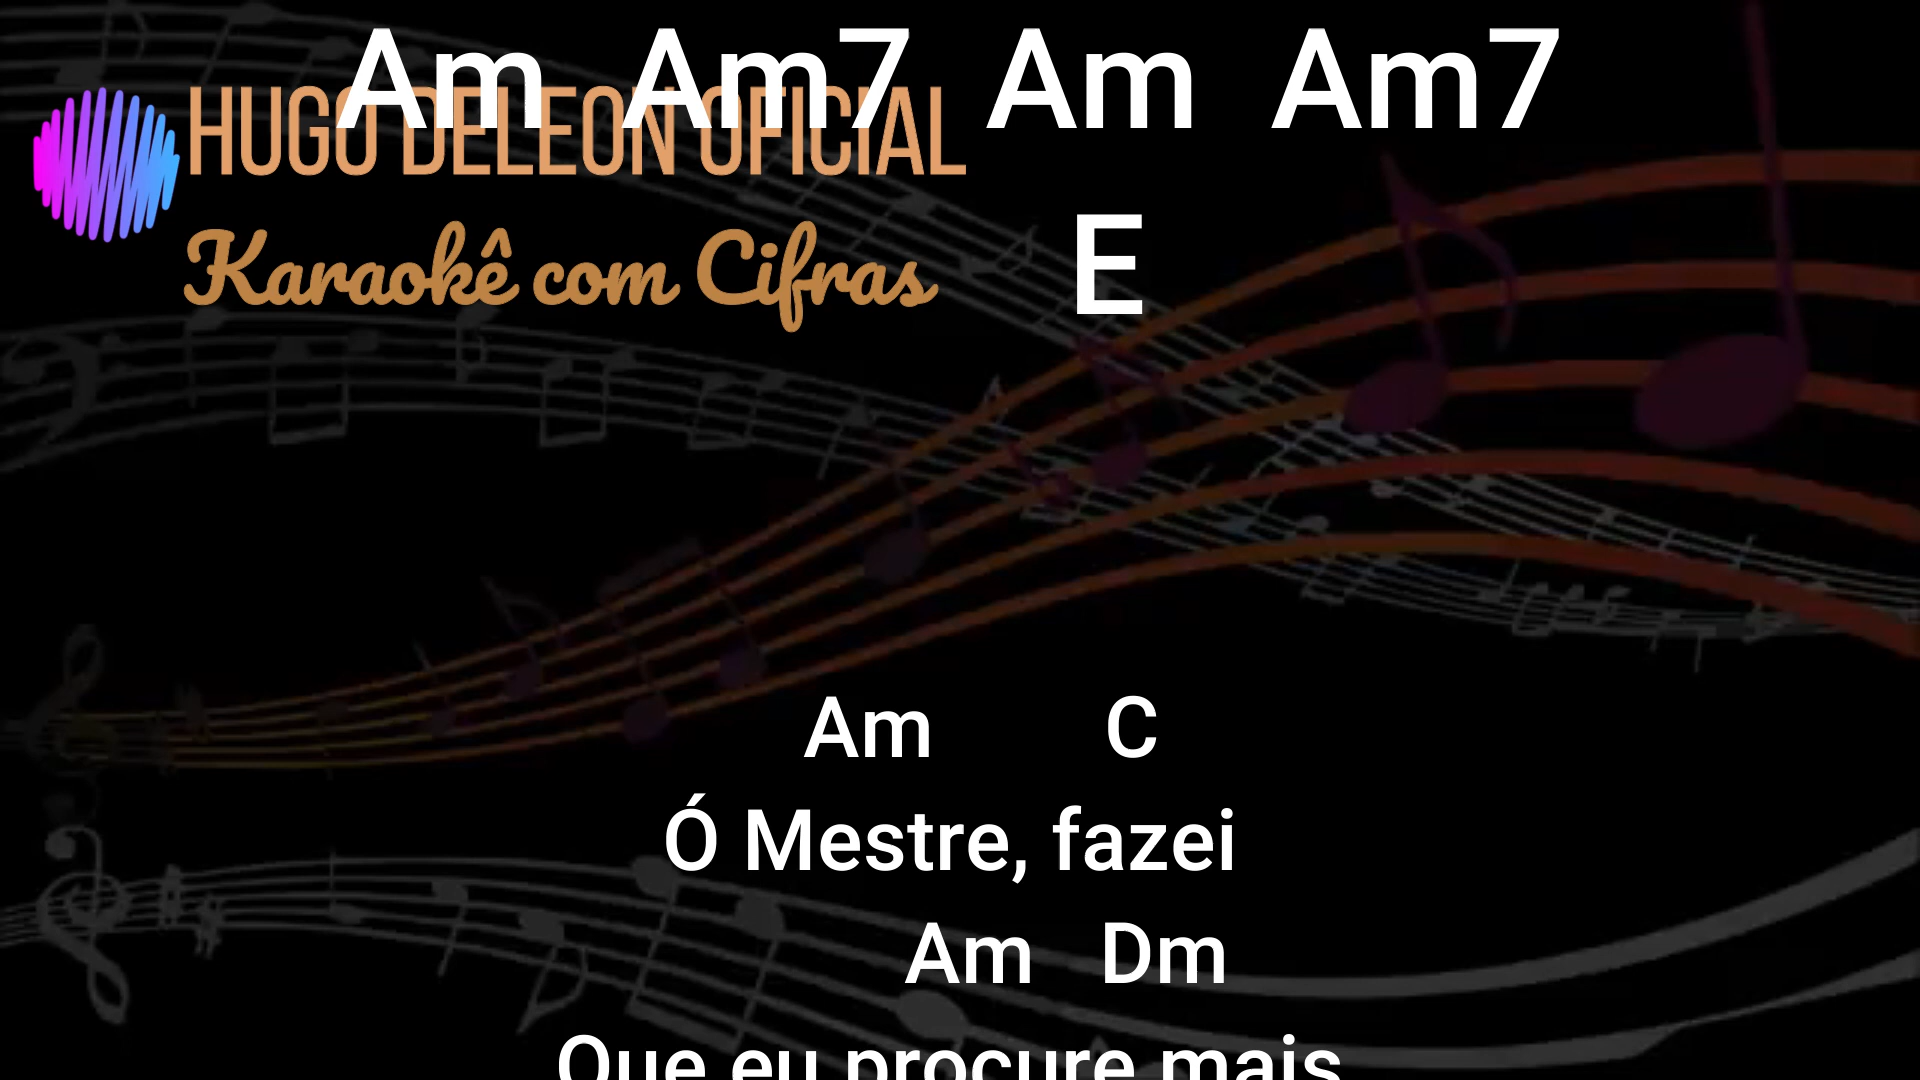 Am Am7 Am Am7
HUGO DELEON OFICIAL
Karaokê com Cifras
E
Am C
Ó Mestre, fazei
Am Dm
Que eu procure mais